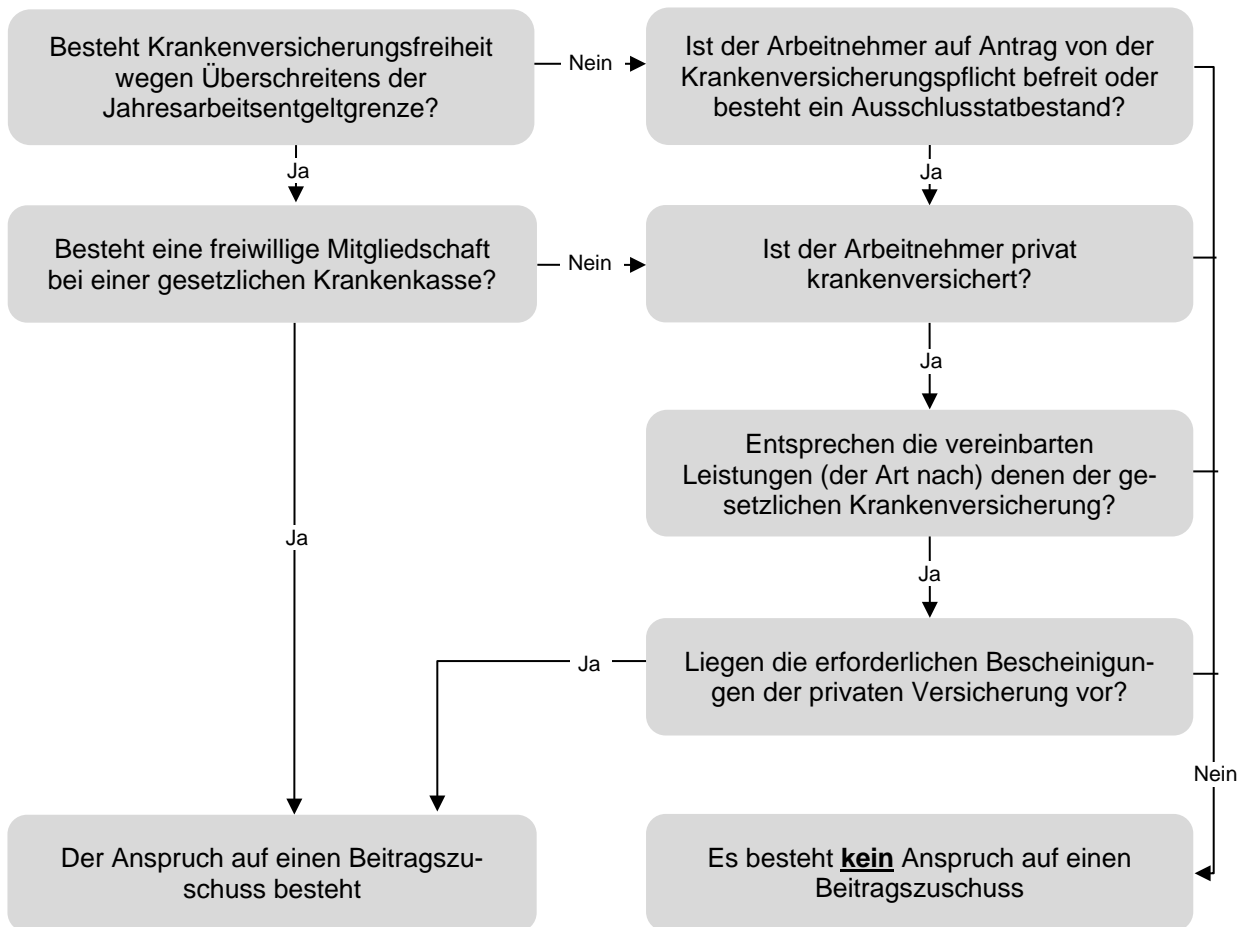 Besteht Krankenversicherungsfreiheit
wegen Überschreitens der
Jahresarbeitsentgeltgrenze?
Nein
Ist der Arbeitnehmer auf Antrag von der
Krankenversicherungspflicht befreit oder
besteht ein Ausschlusstatbestand?
Ja
Ja
Besteht eine freiwillige Mitgliedschaft
bei einer gesetzlichen Krankenkasse?
Nein
Ist der Arbeitnehmer privat
krankenversichert?
Ja
Entsprechen die vereinbarten
Leistungen (der Art nach) denen der ge-
setzlichen Krankenversicherung?
Ja
Ja
Ja
Liegen die erforderlichen Bescheinigun-
gen der privaten Versicherung vor?
Nein
Der Anspruch auf einen Beitragszu-
schuss besteht
Es besteht kein Anspruch auf einen
Beitragszuschuss